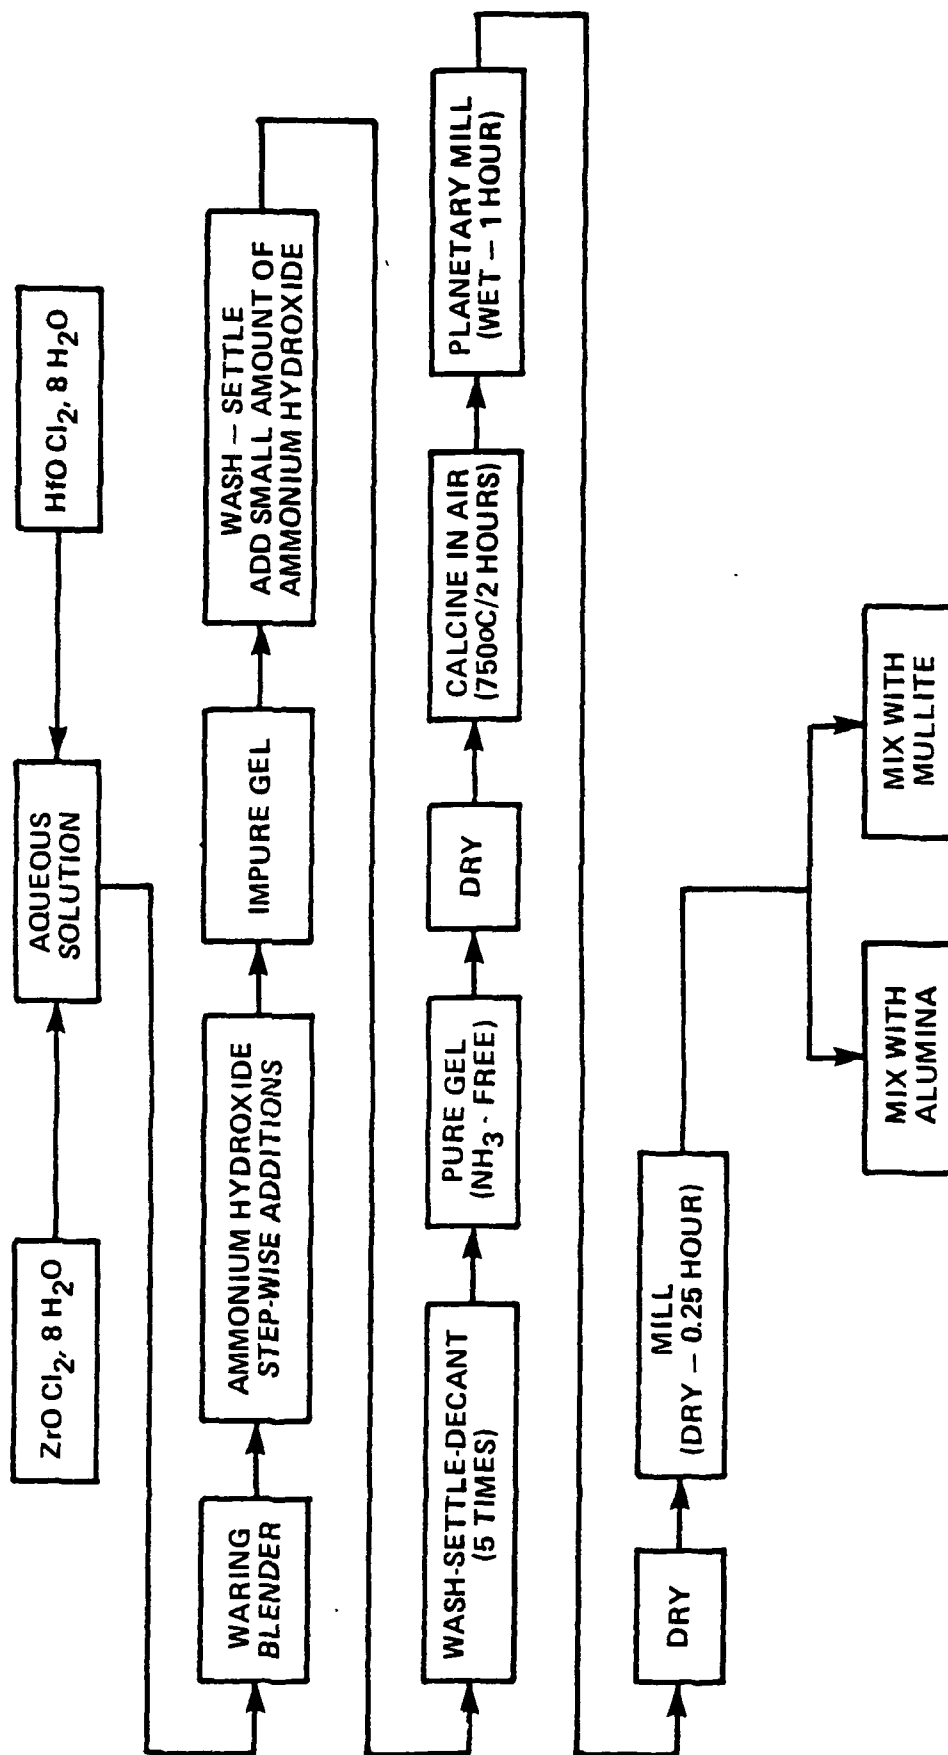 ZrO Cl2, 8 H2O
AQUEOUS
SOLUTION
HfO Cl2, 8 H2O
WARING
BLENDER
AMMONIUM HYDROXIDE
STEP-WISE ADDITIONS
IMPURE GEL
WASH – SETTLE
ADD SMALL AMOUNT OF
AMMONIUM HYDROXIDE
WASH-SETTLE-DECANT
(5 TIMES)
PURE GEL
(NH3 - FREE)
DRY
CALCINE IN AIR
(750oC/2 HOURS)
PLANETARY MILL
(WET – 1 HOUR)
DRY
MILL
(DRY – 0.25 HOUR)
MIX WITH
ALUMINA
MIX WITH
MULLITE